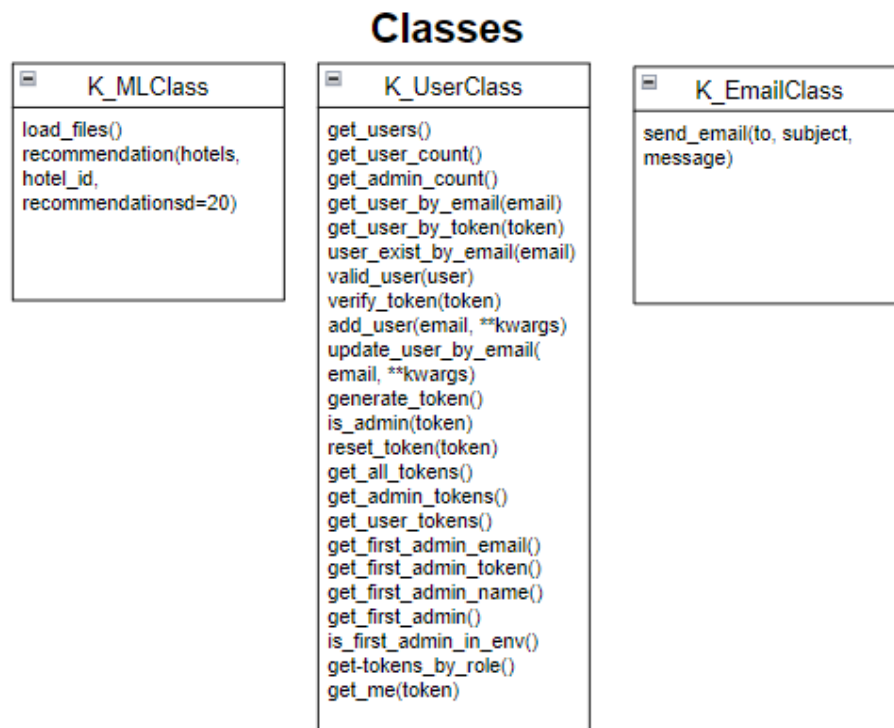 Classes
K_MLClass
load_files()
recommendation(hotels,
hotel_id,
recommendationsd=20)
K_UserClass
get_users()
get_user_count()
get_admin_count()
get_user_by_email(email)
get_user_by_token(token)
user_exist_by_email(email)
valid_user(user)
verify_token(token)
add_user(email, **kwargs)
update_user_by_email(
email, **kwargs)
generate_token()
is_admin(token)
reset_token(token)
get_all_tokens()
get_admin_tokens()
get_user_tokens()
get_first_admin_email()
get_first_admin_token()
get_first_admin_name()
get_first_admin()
is_first_admin_in_env()
get-tokens_by_role()
get_me(token)
K_EmailClass
send_email(to, subject,
message)